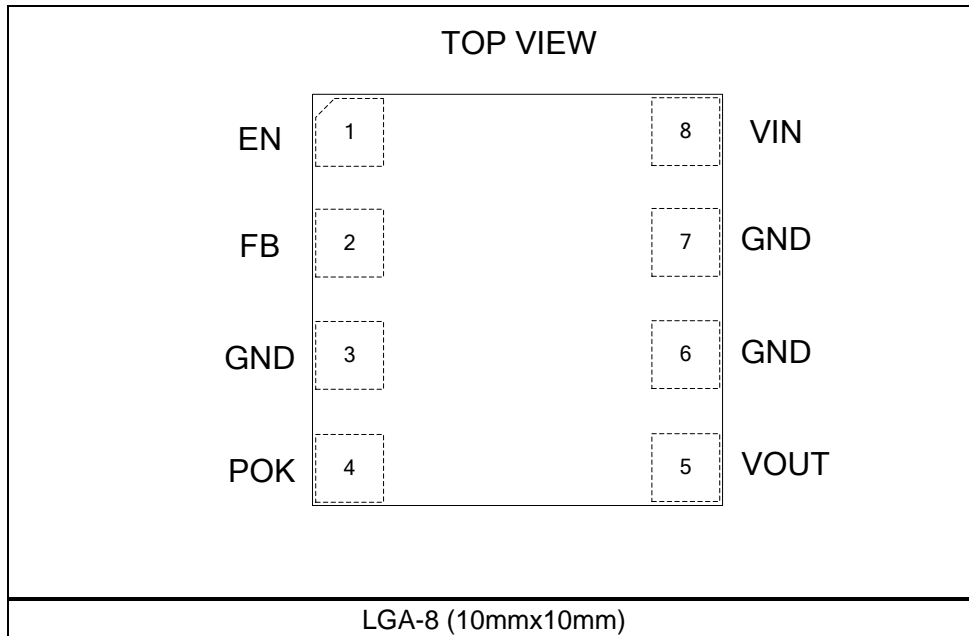 TOP VIEW
EN 1 8 VIN
FB 2 7 GND
GND 3 6 GND
POK 4 5 VOUT
LGA-8 (10mmx10mm)